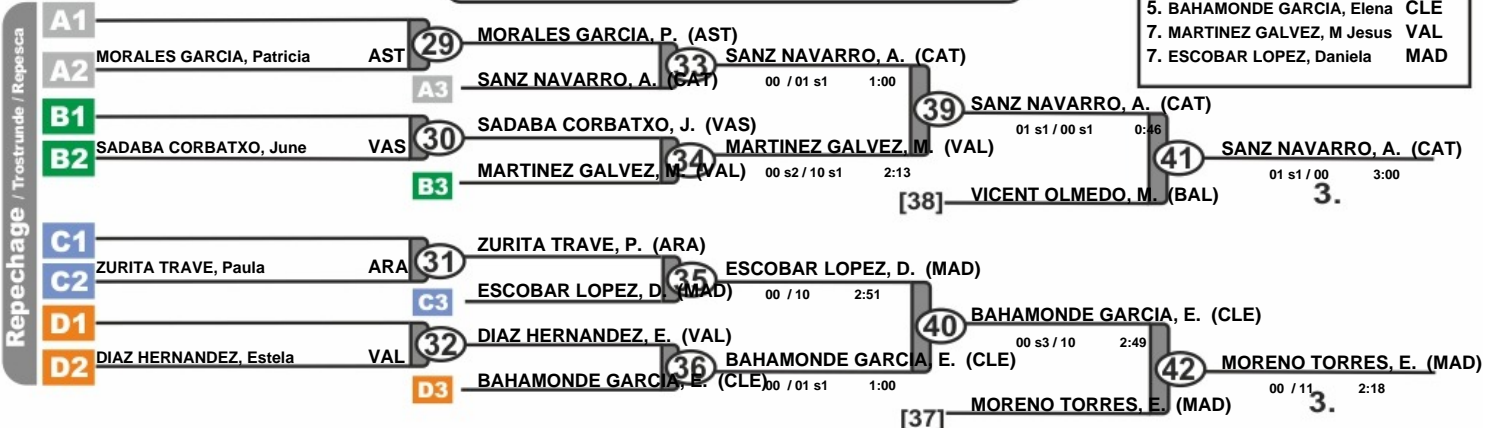 Repechage / Trostrunde / Repesca
5. BAHAMONDE GARCIA, Elena CLE
7. MARTINEZ GALVEZ, M Jesus VAL
7. ESCOBAR LOPEZ, Daniela MAD
A1
MORALES GARCIA, Patricia AST
A2
29
MORALES GARCIA, P. (AST)
A3
SANZ NAVARRO, A. (CAT)
33
SANZ NAVARRO, A. (CAT)
00 / 01 s1 1:00
B1
SADABA CORBATXO, June VAS
B2
30
SADABA CORBATXO, J. (VAS)
B3
MARTINEZ GALVEZ, M. (VAL)
34
MARTINEZ GALVEZ, M. (VAL)
00 s2 / 10 s1 2:13
39
SANZ NAVARRO, A. (CAT)
01 s1 / 00 s1 0:46
[38]
VICENT OLMEDO, M. (BAL)
41
SANZ NAVARRO, A. (CAT)
01 s1 / 00 3:00
3.
C1
ZURITA TRAVE, Paula ARA
C2
31
ZURITA TRAVE, P. (ARA)
C3
ESCOBAR LOPEZ, D. (MAD)
35
ESCOBAR LOPEZ, D. (MAD)
00 / 10 2:51
D1
DIAZ HERNANDEZ, Estela VAL
D2
32
DIAZ HERNANDEZ, E. (VAL)
D3
BAHAMONDE GARCIA, E. (CLE)
36
BAHAMONDE GARCIA, E. (CLE)
00 / 01 s1 1:00
40
BAHAMONDE GARCIA, E. (CLE)
00 s3 / 10 2:49
[37]
MORENO TORRES, E. (MAD)
42
MORENO TORRES, E. (MAD)
00 / 11 2:18
3.